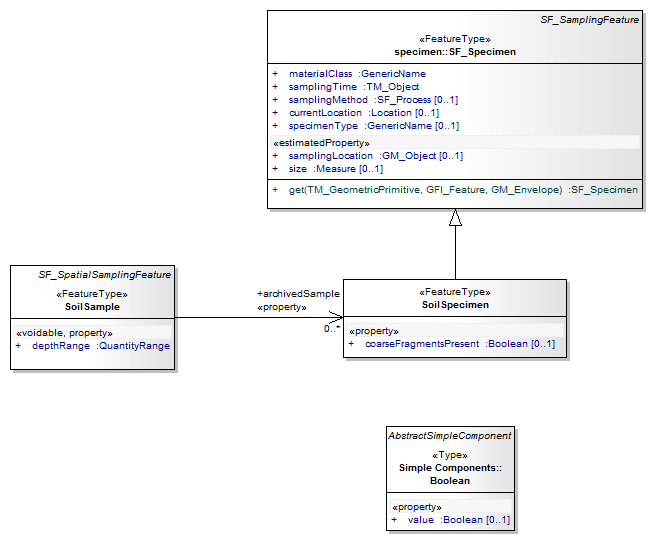 SF_SamplingFeature
«FeatureType»
specimen::SF_Specimen
+ materialClass :GenericName
+ samplingTime :TM_Object
+ samplingMethod :SF_Process [0..1]
+ currentLocation :Location [0..1]
+ specimenType :GenericName [0..1]
«estimatedProperty»
+ samplingLocation :GM_Object [0..1]
+ size :Measure [0..1]
+ get(TM_GeometricPrimitive, GFI_Feature, GM_Envelope) :SF_Specimen
SF_SpatialSamplingFeature
«FeatureType»
SoilSample
«voidable, property»
+ depthRange :QuantityRange
+archivedSample
«property»
0..*
«FeatureType»
SoilSpecimen
«property»
+ coarseFragmentsPresent :Boolean [0..1]
AbstractSimpleComponent
«Type»
Simple Components::
Boolean
«property»
+ value :Boolean [0..1]